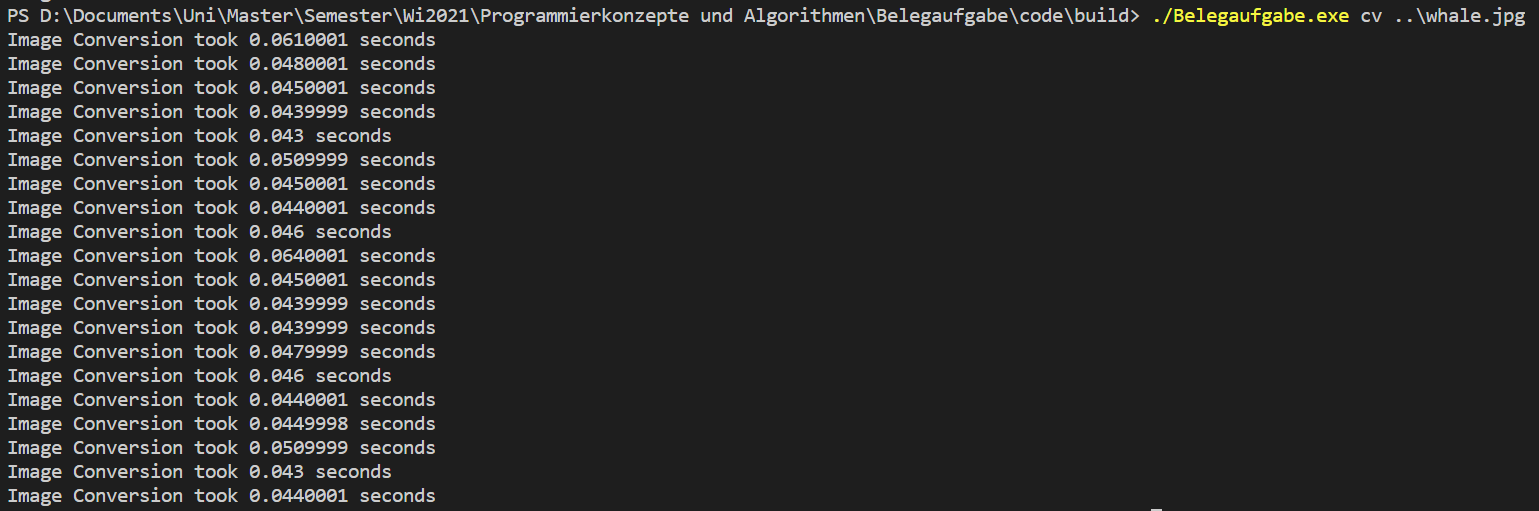 PS D:\Documents\Uni\Master\Semester\Wi2021\Programmierkonzepte und Algorithmen\Belegaufgabe\code\build> ./Belegaufgabe.exe cv ..\whale.jpg
Image Conversion took 0.0610001 seconds
Image Conversion took 0.0480001 seconds
Image Conversion took 0.0450001 seconds
Image Conversion took 0.0439999 seconds
Image Conversion took 0.043 seconds
Image Conversion took 0.0509999 seconds
Image Conversion took 0.0450001 seconds
Image Conversion took 0.0440001 seconds
Image Conversion took 0.046 seconds
Image Conversion took 0.0640001 seconds
Image Conversion took 0.0450001 seconds
Image Conversion took 0.0439999 seconds
Image Conversion took 0.0439999 seconds
Image Conversion took 0.0479999 seconds
Image Conversion took 0.046 seconds
Image Conversion took 0.0440001 seconds
Image Conversion took 0.0449998 seconds
Image Conversion took 0.0509999 seconds
Image Conversion took 0.043 seconds
Image Conversion took 0.0440001 seconds